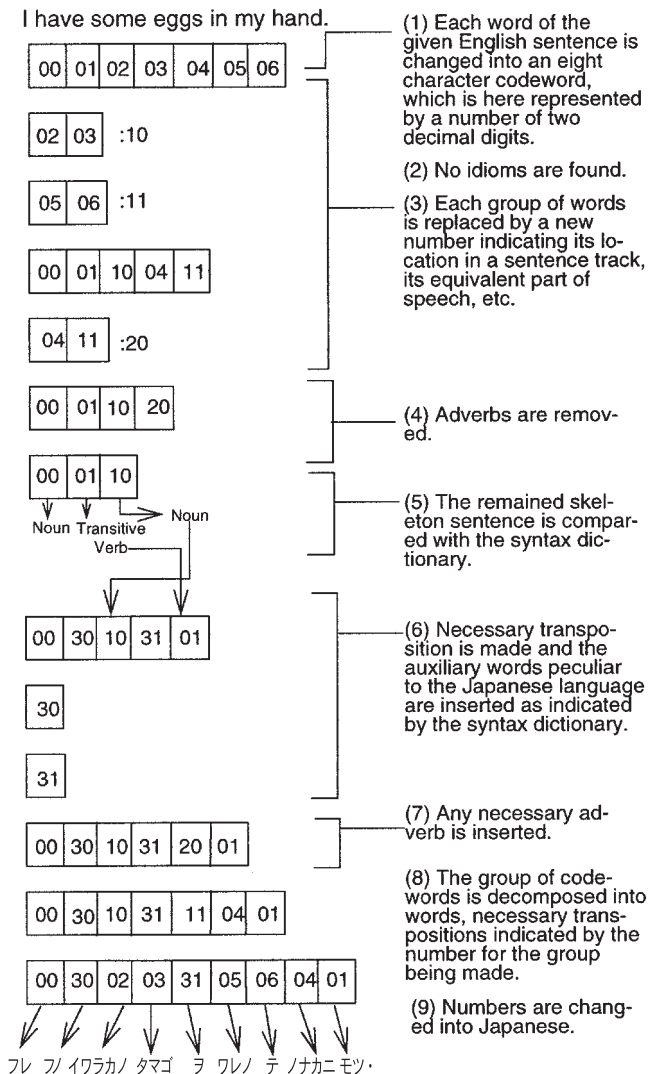 I have some eggs in my hand.
00 01 02 03 04 05 06
02 03 :10
05 06 :11
00 01 10 04 11
04 11 :20
00 01 10 20
00 01 10
Noun Transitive Noun
Verb
00 30 10 31 01
30
31
00 30 10 31 20 01
00 30 10 31 11 04 01
00 30 02 03 31 05 06 04 01
フレ フノ イワラカノ タマゴ ヲ ワレノ テ ノナカニ モツ・
(1) Each word of the
given English sentence is
changed into an eight
character codeword,
which is here represented
by a number of two
decimal digits.
(2) No idioms are found.
(3) Each group of words
is replaced by a new
number indicating its lo-
cation in a sentence track,
its equivalent part of
speech, etc.
(4) Adverbs are remov-
ed.
(5) The remained skel-
eton sentence is compar-
ed with the syntax dic-
tionary.
(6) Necessary transpo-
sition is made and the
auxiliary words peculiar
to the Japanese language
are inserted as indicated
by the syntax dictionary.
(7) Any necessary ad-
verb is inserted.
(8) The group of code-
words is decomposed into
words, necessary trans-
positions indicated by the
number for the group
being made.
(9) Numbers are chang-
ed into Japanese.